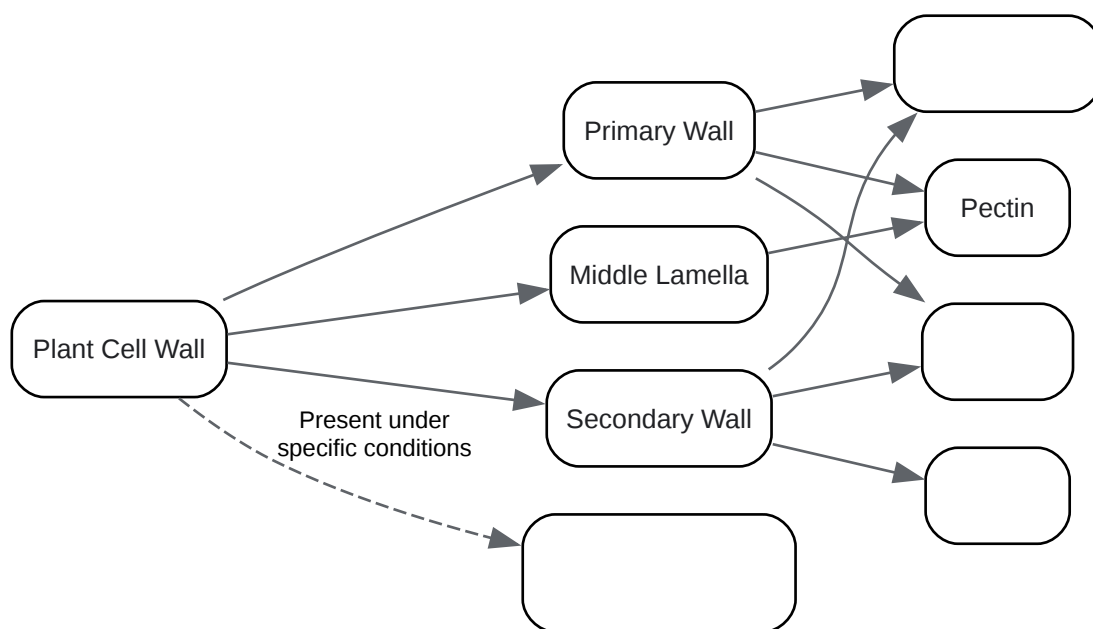 Primary Wall
Pectin
Middle Lamella
Plant Cell Wall
Secondary Wall
Present under
specific conditions